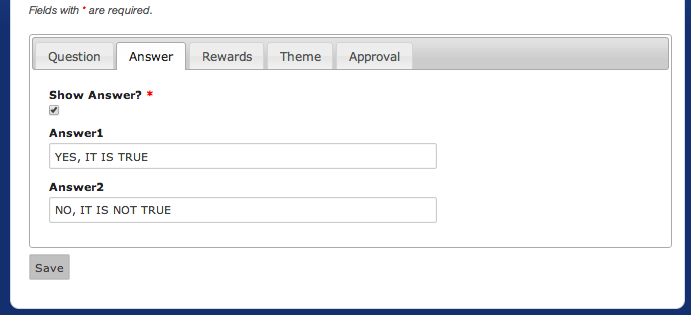 Fields with * are required.
Question Answer Rewards Theme Approval
Show Answer? *
Answer1
YES, IT IS TRUE
Answer2
NO, IT IS NOT TRUE
Save